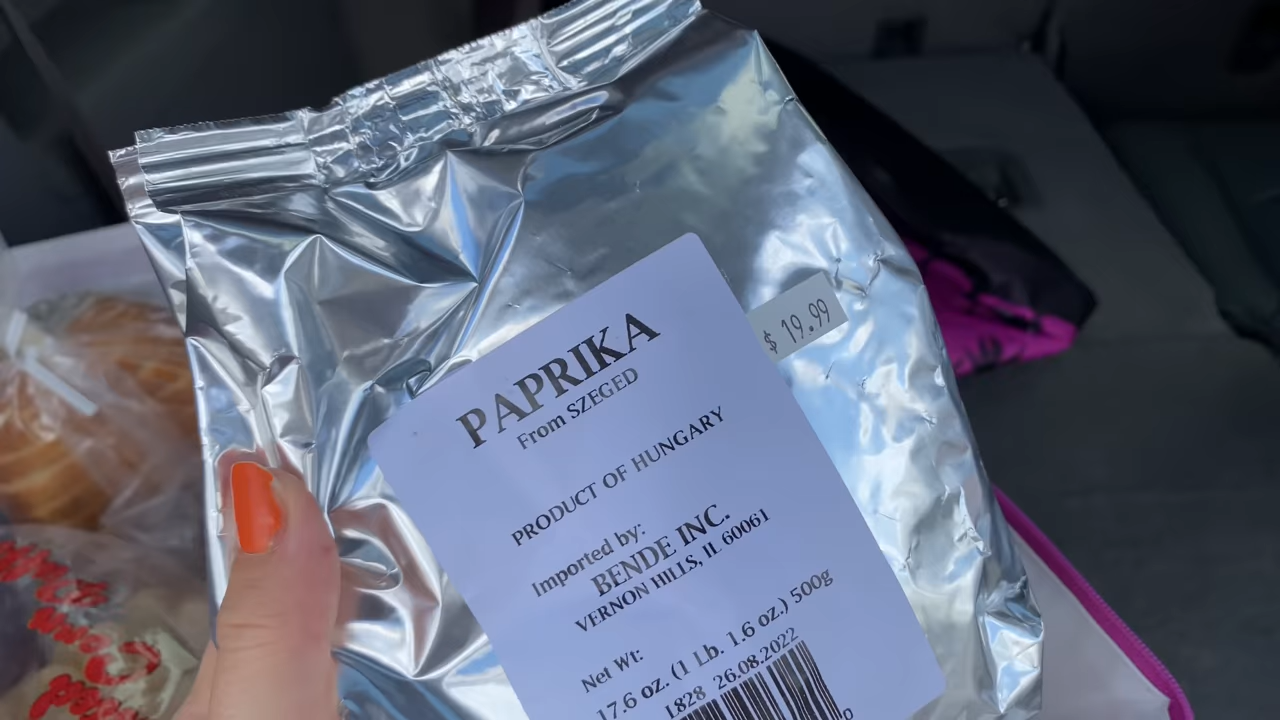 PAPRIKA
From SZEGED
$ 19.99
PRODUCT OF HUNGARY
Imported by:
BENDE INC.
VERNON HILLS, IL 60061
Net Wt:
17.6 oz. (1 Lb. 1.6 oz.) 500g
1828 26.08.2022